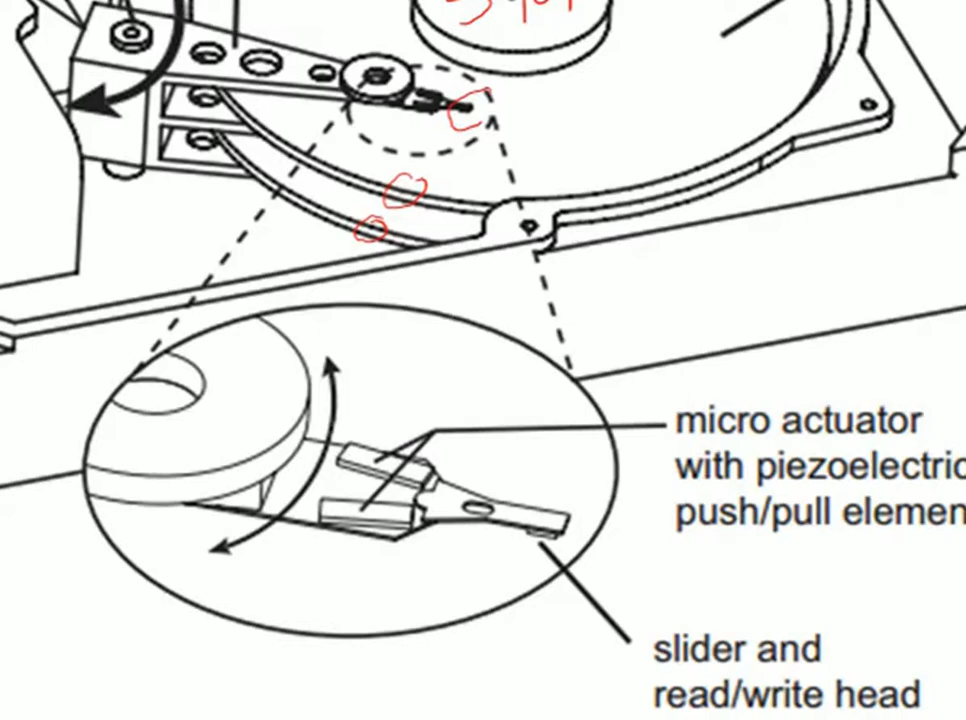 micro actuator
with piezoelectric
push/pull elemen
slider and
read/write head